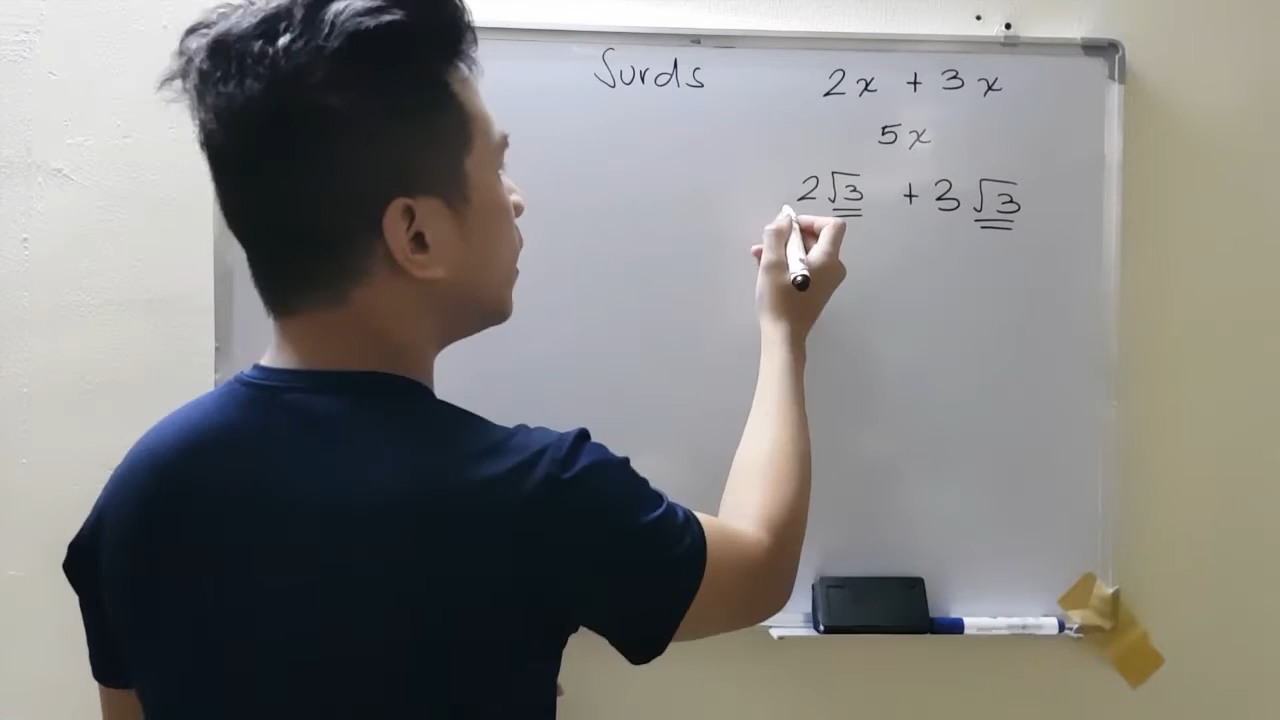 Surds
2x + 3x
5x
2√3 + 3√3